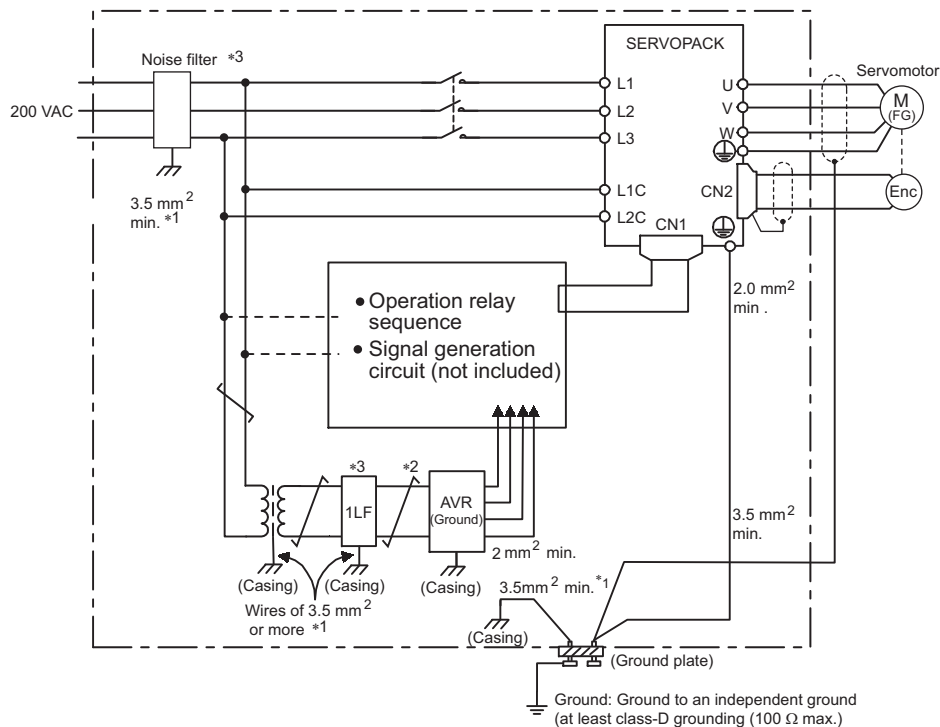 SERVOPACK
Noise filter *3
Servomotor
200 VAC
L1
L2
L3
L1C
L2C
U
V
W
M
(FG)
CN2
Enc
CN1
3.5 mm2
min. *1
2.0 mm2
min .
• Operation relay
sequence
• Signal generation
circuit (not included)
*3
*2
1LF
AVR
(Ground)
2 mm2 min.
3.5 mm2
min.
(Casing)
(Casing)
(Casing)
3.5mm2 min.*1
Wires of 3.5 mm2
or more *1
(Casing)
(Ground plate)
Ground: Ground to an independent ground
(at least class-D grounding (100 Ω max.)